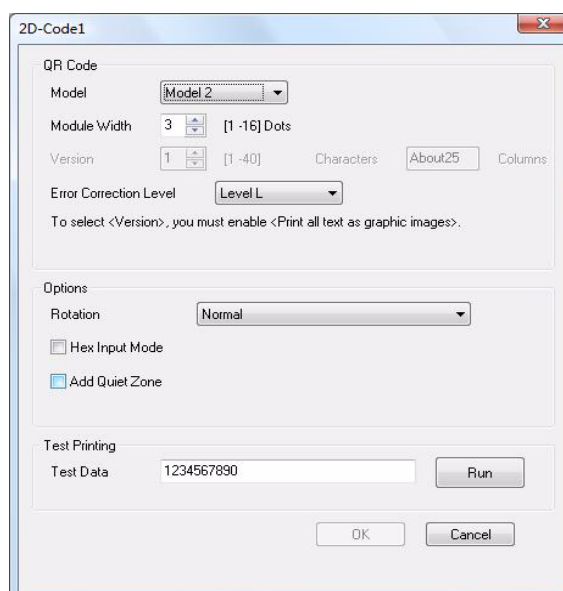 2D-Code1
QR Code
Model Model 2
Module Width 3 [1 -16] Dots
Version 1 [1 -40] Characters About25 Columns
Error Correction Level Level L
To select <Version>, you must enable <Print all text as graphic images>.
Options
Rotation Normal
Hex Input Mode
Add Quiet Zone
Test Printing
Test Data 1234567890 Run
OK Cancel